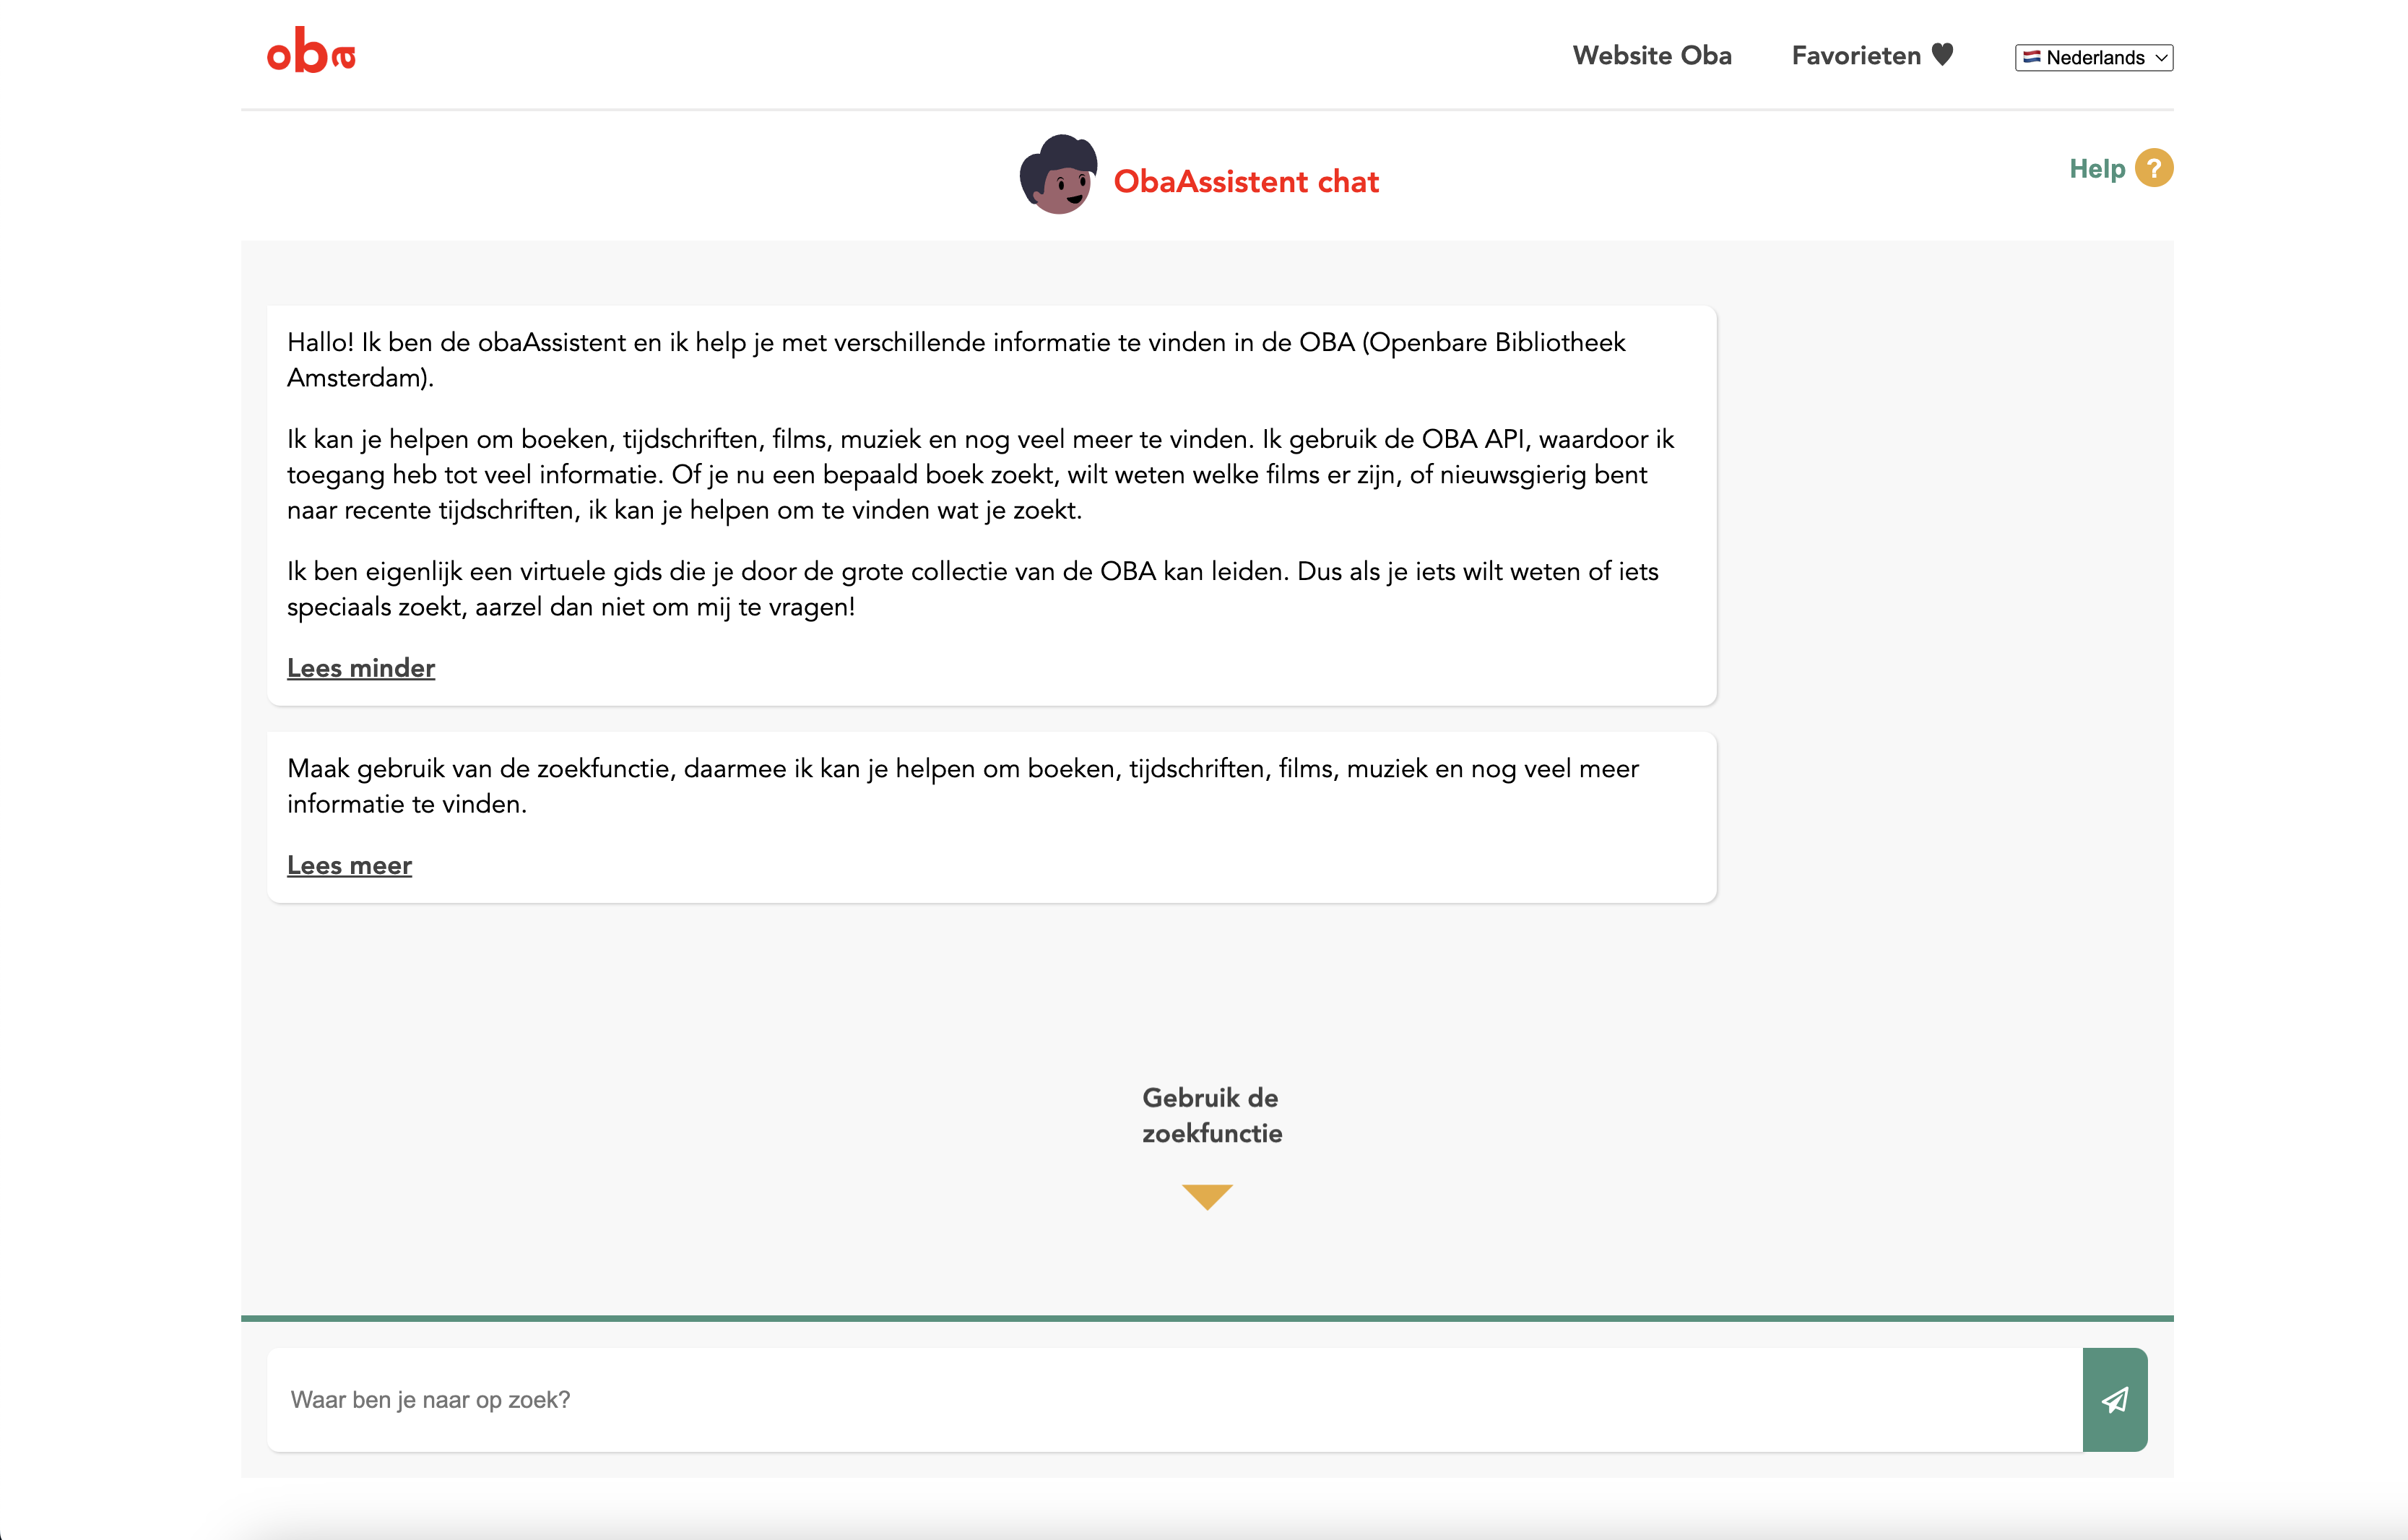 oba
Website Oba
Favorieten
Nederlands
ObaAssistent chat
Help ?
Hallo! Ik ben de obaAssistent en ik help je met verschillende informatie te vinden in de OBA (Openbare Bibliotheek
Amsterdam).
Ik kan je helpen om boeken, tijdschriften, films, muziek en nog veel meer te vinden. Ik gebruik de OBA API, waardoor ik
toegang heb tot veel informatie. Of je nu een bepaald boek zoekt, wilt weten welke films er zijn, of nieuwsgierig bent
naar recente tijdschriften, ik kan je helpen om te vinden wat je zoekt.
Ik ben eigenlijk een virtuele gids die je door de grote collectie van de OBA kan leiden. Dus als je iets wilt weten of iets
speciaals zoekt, aarzel dan niet om mij te vragen!
Lees minder
Maak gebruik van de zoekfunctie, daarmee ik kan je helpen om boeken, tijdschriften, films, muziek en nog veel meer
informatie te vinden.
Lees meer
Gebruik de
zoekfunctie
Waar ben je naar op zoek?